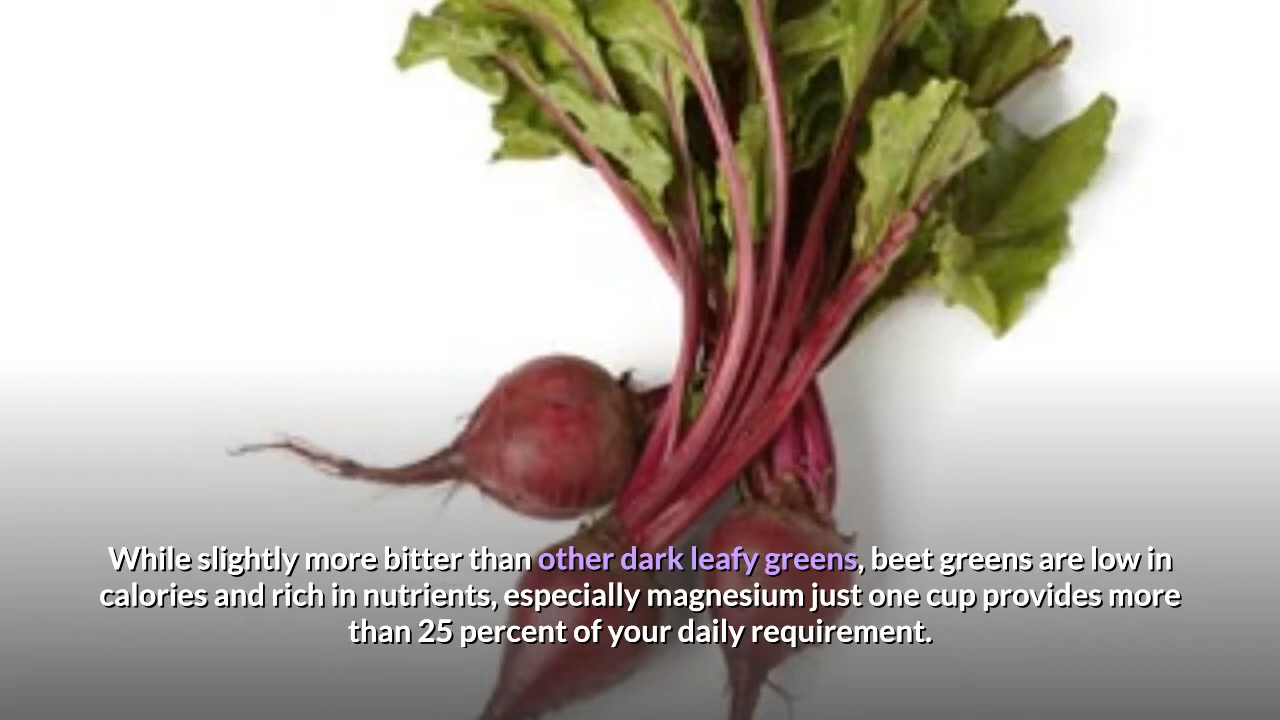 While slightly more bitter than other dark leafy greens, beet greens are low in
calories and rich in nutrients, especially magnesium just one cup provides more
than 25 percent of your daily requirement.